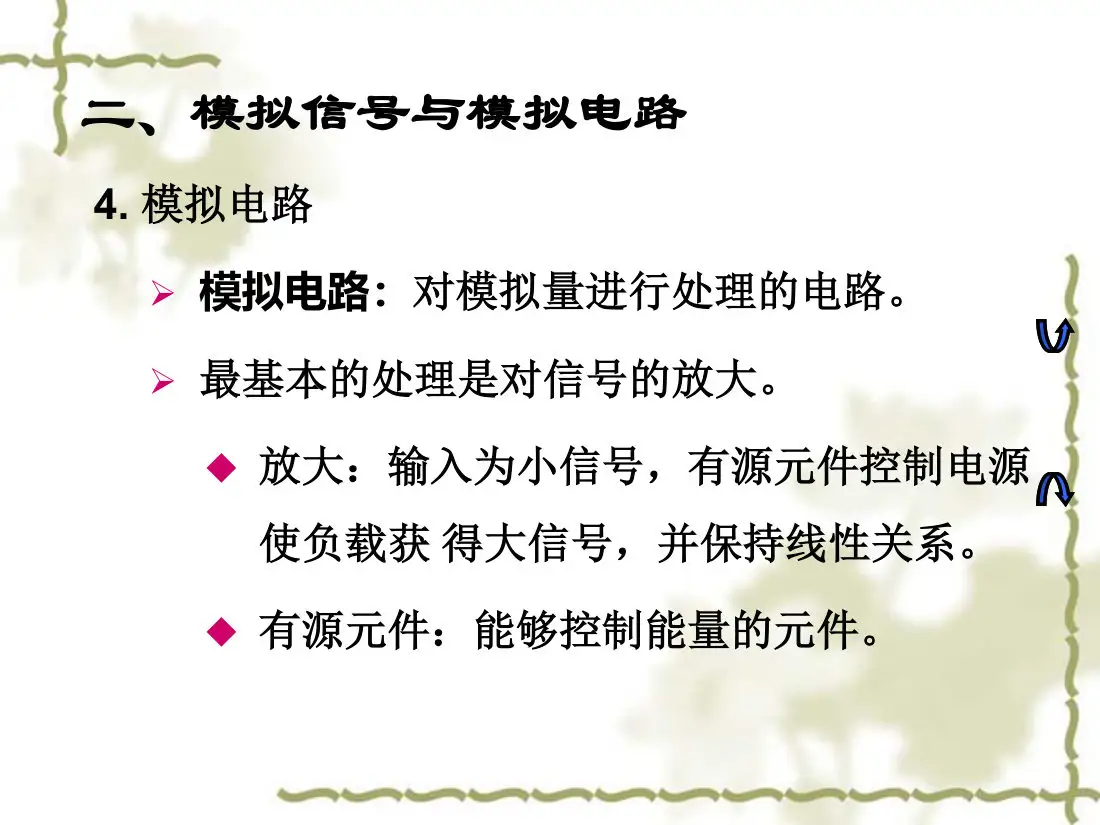 二、模拟信号与模拟电路
4. 模拟电路
模拟电路：对模拟量进行处理的电路。
最基本的处理是对信号的放大。
放大：输入为小信号，有源元件控制电源
使负载获 得大信号，并保持线性关系。
有源元件：能够控制能量的元件。